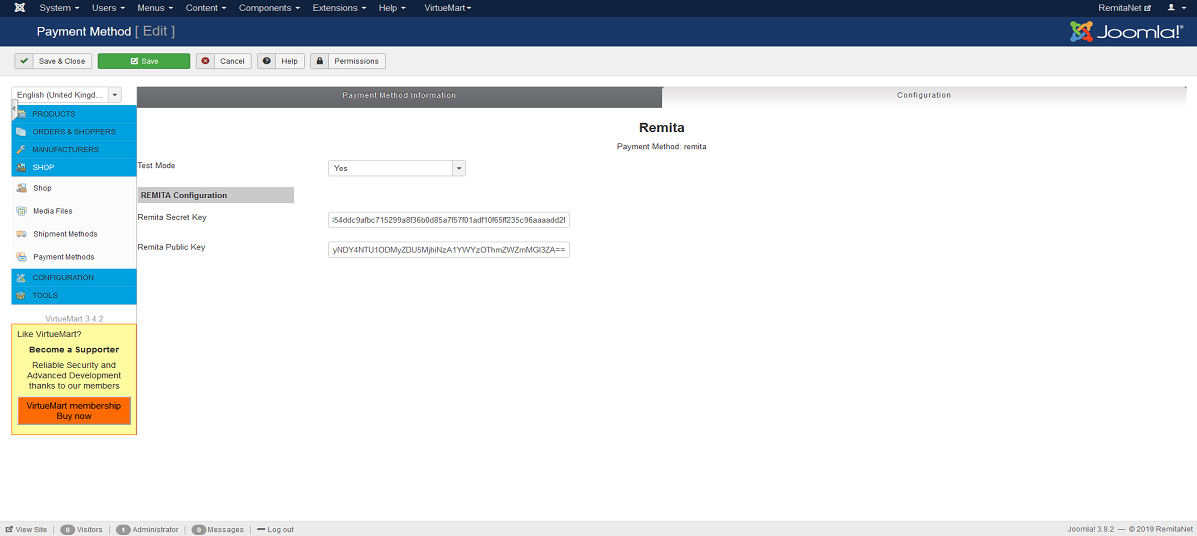 System Users Menus Content Components Extensions Help VirtueMart RemitaNet
Payment Method [ Edit ] Joomla!®
Save & Close Save Cancel Help Permissions
English (United Kingd... Payment Method Information Configuration
PRODUCTS
ORDERS & SHOPPERS
MANUFACTURERS
SHOP
Shop
Media Files
Shipment Methods
Payment Methods
CONFIGURATION
TOOLS
VirtueMart 3.4.2
Like VirtueMart?
Become a Supporter
Reliable Security and
Advanced Development
thanks to our members
VirtueMart membership
Buy now
Remita
Payment Method: remita
Test Mode Yes
REMITA Configuration
Remita Secret Key
Remita Public Key
View Site 0 Visitors 1 Administrator 0 Messages Log out Joomla! 3.9.2 — © 2019 RemitaNet